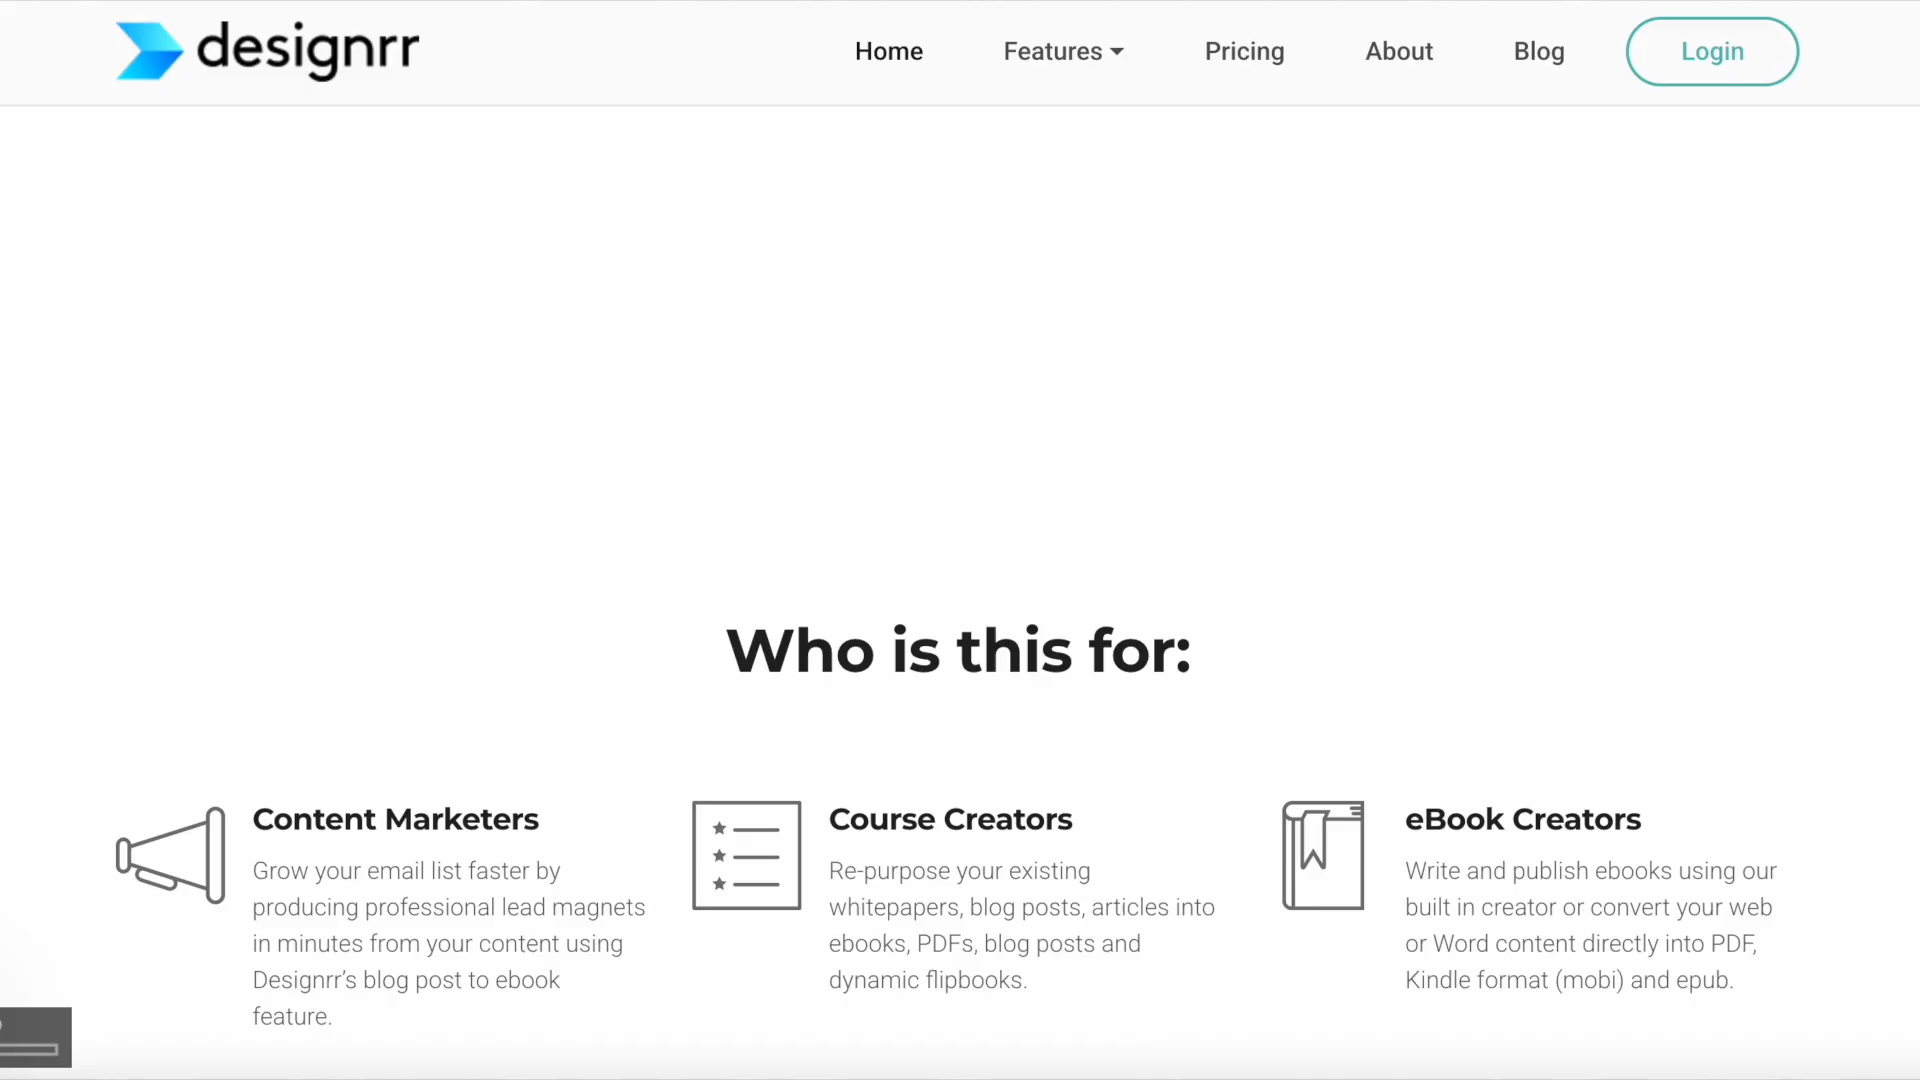 designrr
Home Features Pricing About Blog Login
Who is this for:
Content Marketers
Grow your email list faster by
producing professional lead magnets
in minutes from your content using
Designrr’s blog post to ebook
feature.
Course Creators
Re-purpose your existing
whitepapers, blog posts, articles into
ebooks, PDFs, blog posts and
dynamic flipbooks.
eBook Creators
Write and publish ebooks using our
built in creator or convert your web
or Word content directly into PDF,
Kindle format (mobi) and epub.